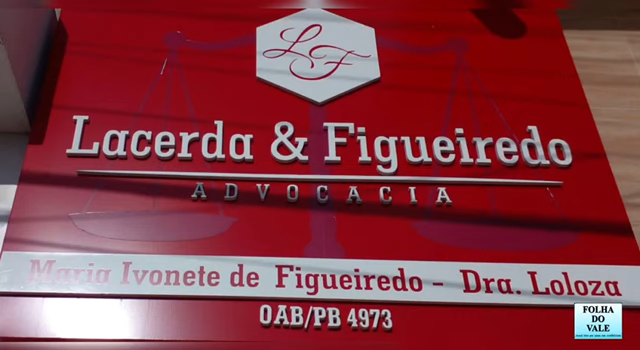 LF
Lacerda & Figueiredo
ADVOCACIA
Maria Ivonete de Figueiredo - Dra. Loloza
OAB/PB 4973
FOLHA
DO
VALE